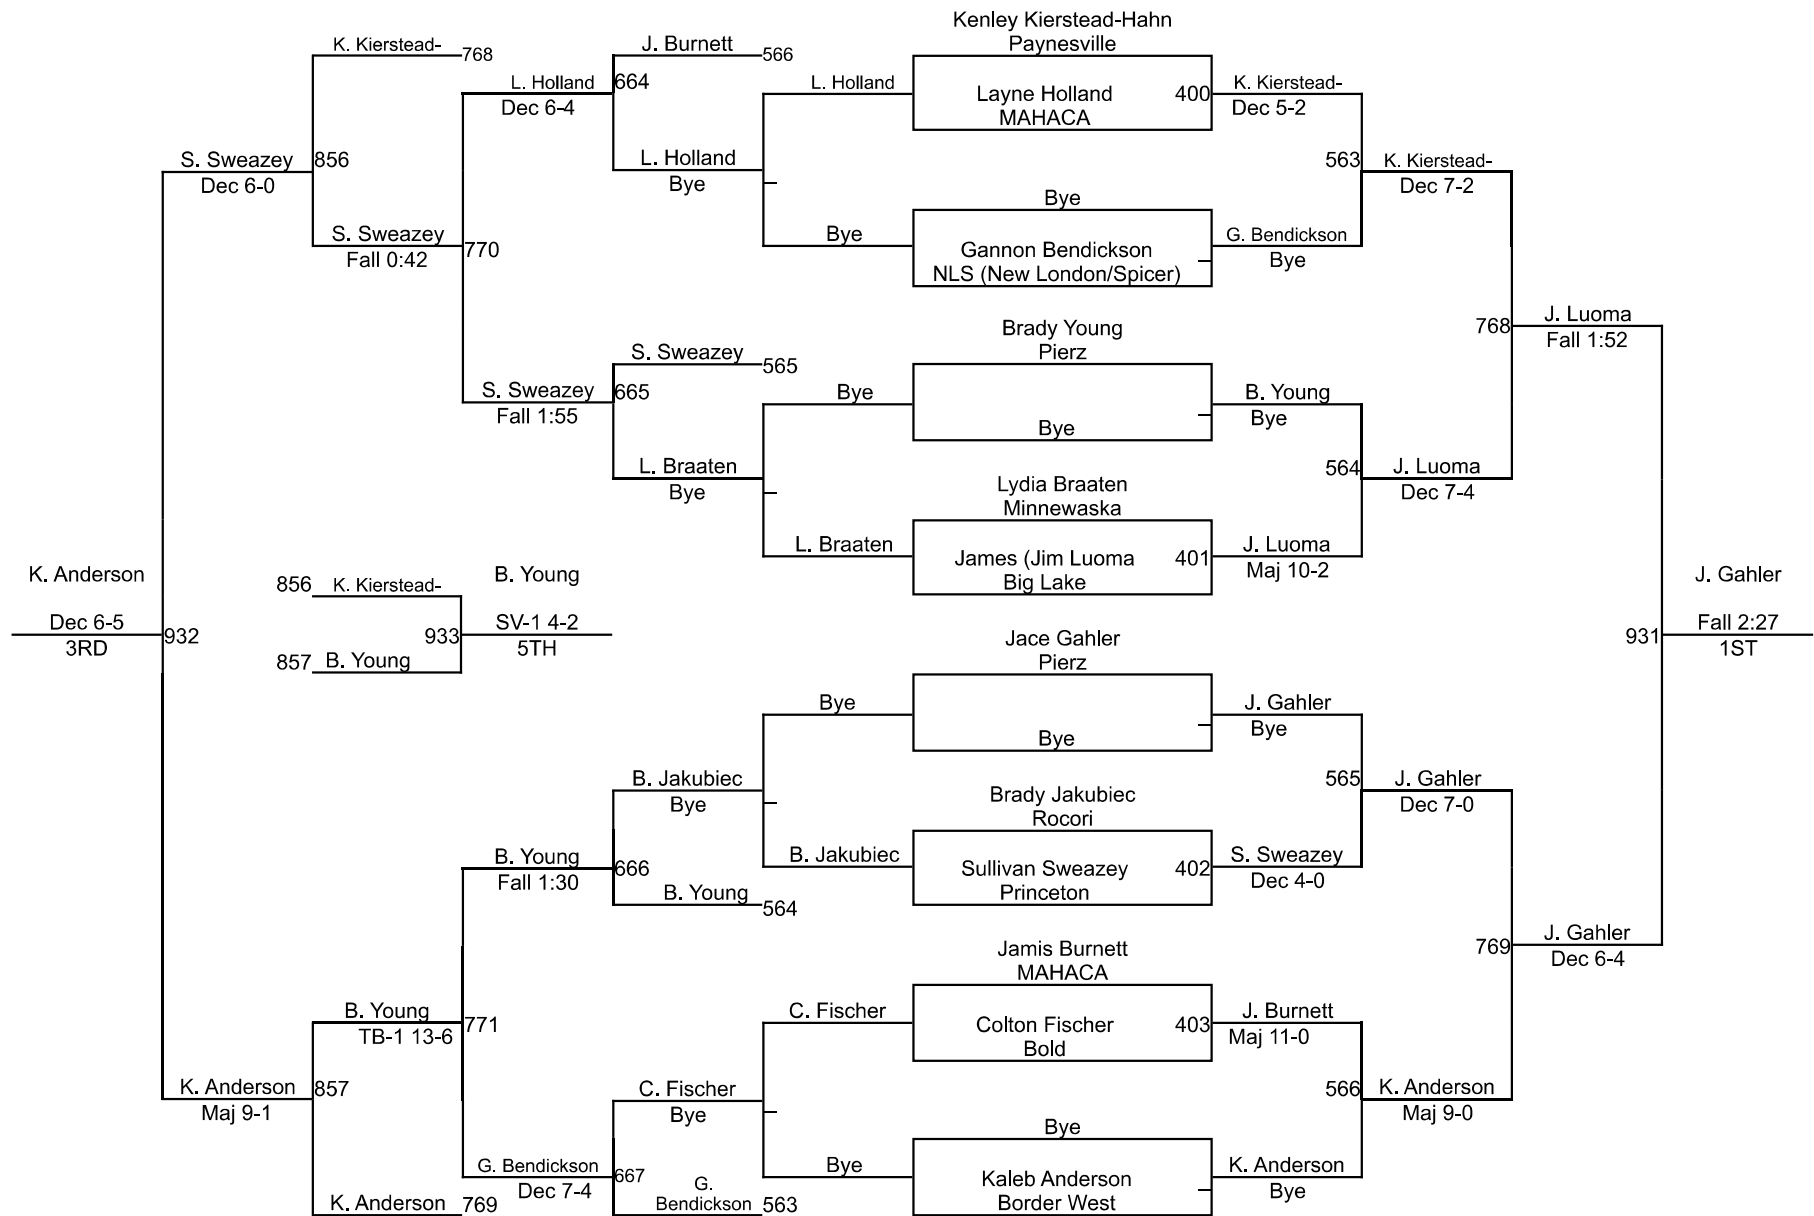 Kenley Kierstead-Hahn
Paynesville
K. Kierstead-
768
J. Burnett
566
L. Holland
664
Dec 6-4
L. Holland
Layne Holland
400
MAHACA
K. Kierstead-
Dec 5-2
S. Sweazey
856
Dec 6-0
L. Holland
Bye
563
K. Kierstead-
Dec 7-2
S. Sweazey
770
Fall 0:42
Bye
Bye
Gannon Bendickson
NLS (New London/Spicer)
G. Bendickson
Bye
Brady Young
Pierz
768
J. Luoma
Fall 1:52
S. Sweazey
565
S. Sweazey
665
Fall 1:55
Bye
Bye
B. Young
Bye
L. Braaten
Bye
564
J. Luoma
Dec 7-4
Lydia Braaten
Minnewaska
L. Braaten
James (Jim Luoma
401
Big Lake
J. Luoma
Maj 10-2
K. Anderson
Dec 6-5
932
3RD
856
K. Kierstead-
857
B. Young
933
B. Young
SV-1 4-2
5TH
J. Gahler
931
Fall 2:27
1ST
Jace Gahler
Pierz
Bye
Bye
J. Gahler
Bye
B. Jakubiec
Bye
565
J. Gahler
Dec 7-0
Brady Jakubiec
Rocori
B. Young
666
Fall 1:30
B. Jakubiec
Sullivan Sweazey
402
Princeton
S. Sweazey
Dec 4-0
B. Young
564
769
J. Gahler
Dec 6-4
Jamis Burnett
MAHACA
B. Young
771
TB-1 13-6
C. Fischer
Colton Fischer
403
Bold
J. Burnett
Maj 11-0
K. Anderson
857
Maj 9-1
C. Fischer
Bye
566
K. Anderson
Maj 9-0
Bye
G. Bendickson
667
Dec 7-4
Bye
Kaleb Anderson
Border West
K. Anderson
Bye
K. Anderson
769
G.
Bendickson
563